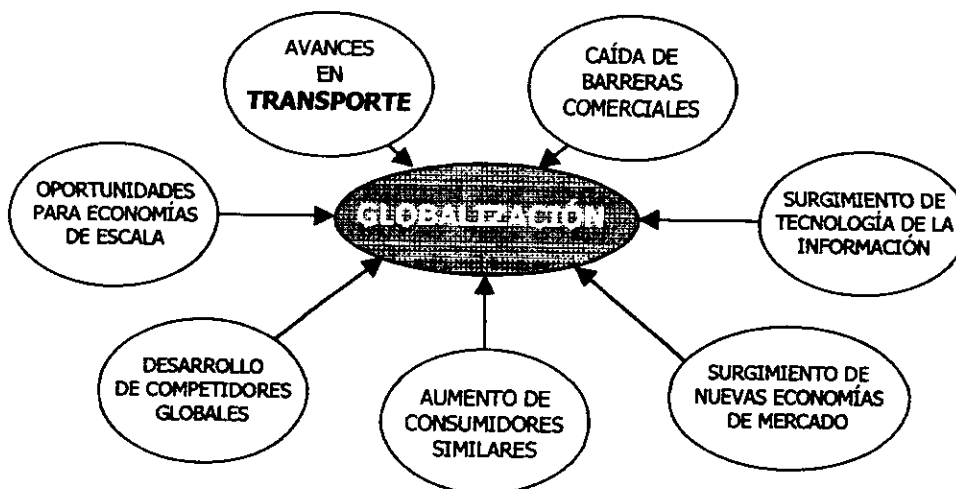 AVANCES
EN
TRANSPORTE
CAÍDA DE
BARRERAS
COMERCIALES
OPORTUNIDADES
PARA ECONOMÍAS
DE ESCALA
GLOBALIZACIÓN
SURGIMIENTO DE
TECNOLOGÍA DE LA
INFORMACIÓN
DESARROLLO
DE COMPETIDORES
GLOBALES
AUMENTO DE
CONSUMIDORES
SIMILARES
SURGIMIENTO DE
NUEVAS ECONOMÍAS
DE MERCADO